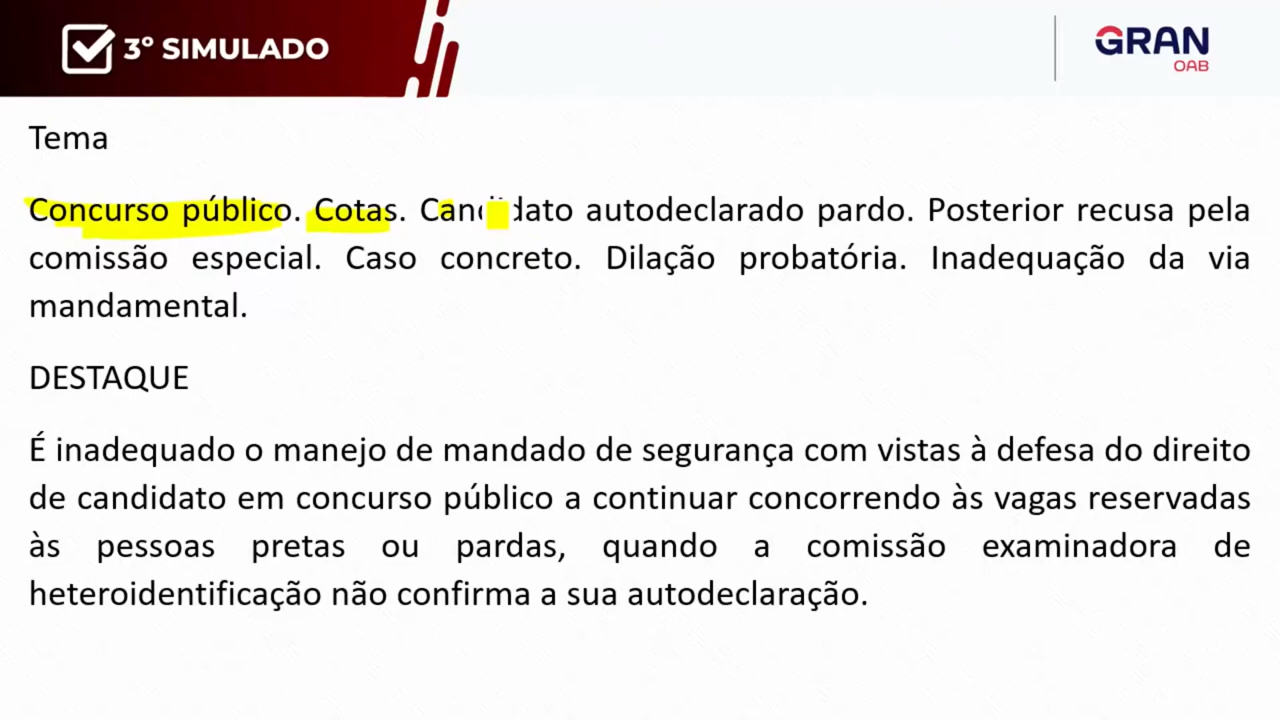 3º SIMULADO
GRAN
OAB
Tema
Concurso público. Cotas. Candidato autodeclarado pardo. Posterior recusa pela
comissão especial. Caso concreto. Dilação probatória. Inadequação da via
mandamental.
DESTAQUE
É inadequado o manejo de mandado de segurança com vistas à defesa do direito
de candidato em concurso público a continuar concorrendo às vagas reservadas
às pessoas pretas ou pardas, quando a comissão examinadora de
heteroidentificação não confirma a sua autodeclaração.